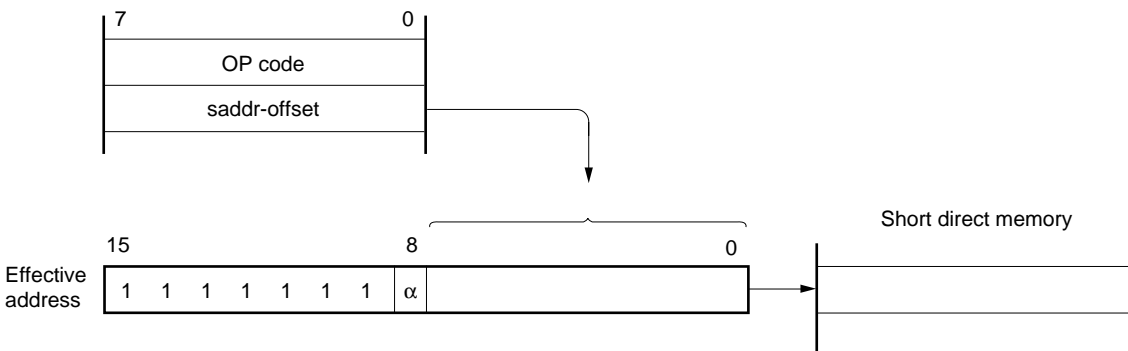 7 0
OP code
saddr-offset
Short direct memory
15 8 0
Effective
address
1 1 1 1 1 1 1 α